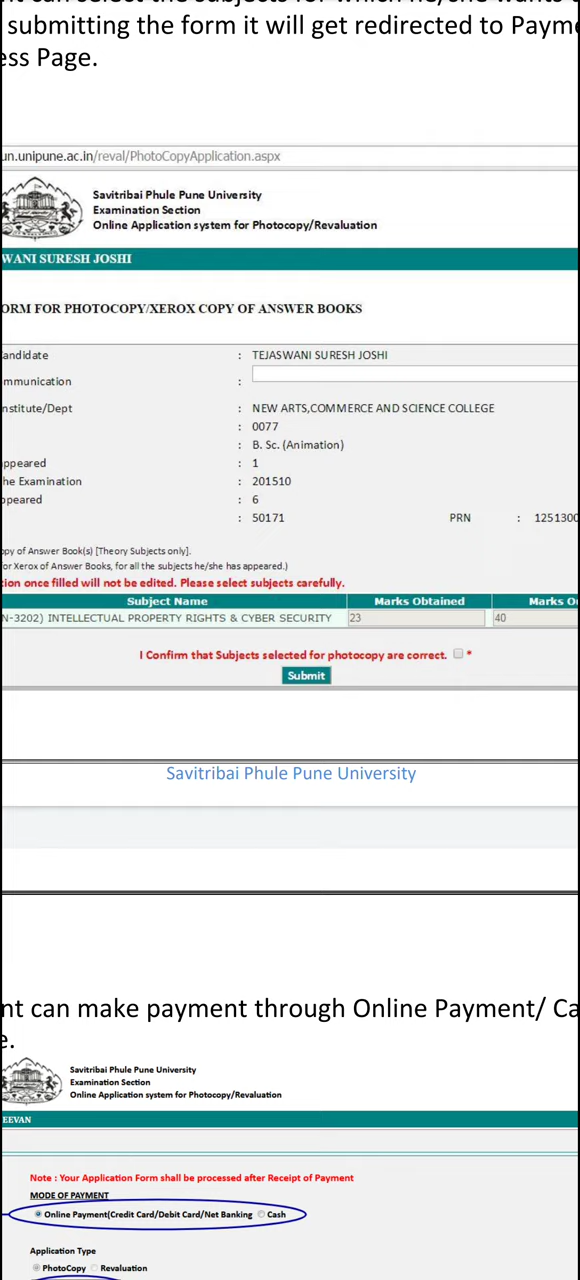 submitting the form it will get redirected to
Page.
un.unipune.ac.in/reval/PhotoCopyApplication.aspx
Savitribai Phule Pune University
Examination Section
Online Application system for Photocopy/Revaluation
WANI SURESH JOSHI
ORM FOR PHOTOCOPY/XEROX COPY OF ANSWER BOOKS
andidate : TEJASWANI SURESH JOSHI
mmunication :
nstitute/Dept : NEW ARTS,COMMERCE AND SCIENCE COLLEGE
: 0077
: B. Sc. (Animation)
ppeared : 1
he Examination : 201510
ppeared : 6
: 50171 PRN : 1251300
opy of Answer Book(s) [Theory Subjects only].
or Xerox of Answer Books, for all the subjects he/she has appeared.)
tion once filled will not be edited. Please select subjects carefully.
Subject Name Marks Obtained Marks O
N-3202) INTELLECTUAL PROPERTY RIGHTS & CYBER SECURITY 23 40
I Confirm that Subjects selected for photocopy are correct. *
Submit
Savitribai Phule Pune University
nt can make payment through Online Payment/ Ca
e.
Savitribai Phule Pune University
Examination Section
Online Application system for Photocopy/Revaluation
EEVAN
Note : Your Application Form shall be processed after Receipt of Payment
MODE OF PAYMENT
Online Payment(Credit Card/Debit Card/Net Banking Cash
Application Type
PhotoCopy Revaluation